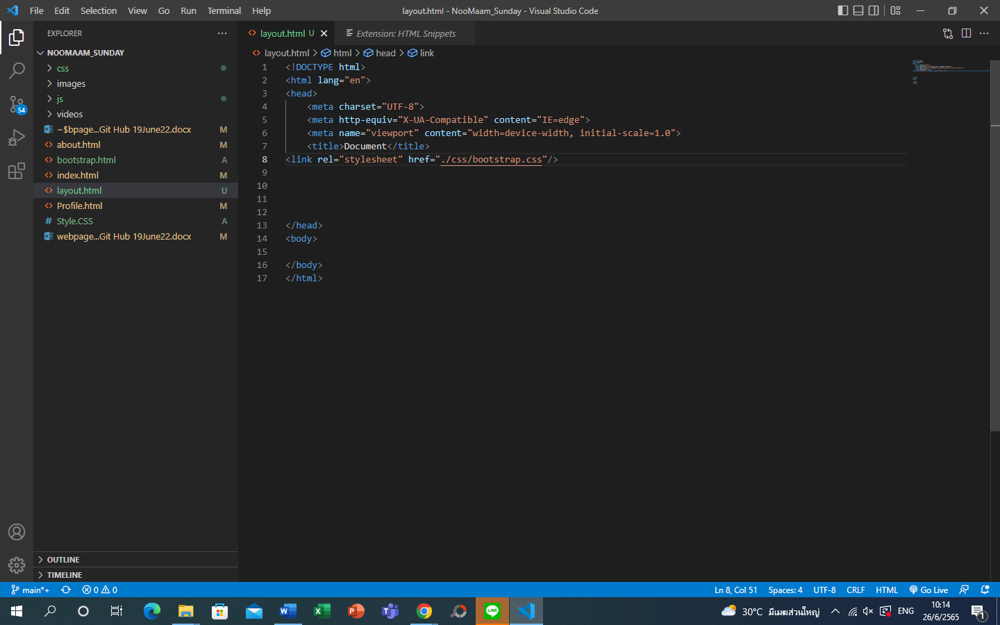 File Edit Selection View Go Run Terminal Help
layout.html - NooMaam_Sunday - Visual Studio Code
EXPLORER
NOOMAAM_SUNDAY
css
images
js
videos
~$bpage...Git Hub 19June22.docx M
about.html M
bootstrap.html A
index.html M
layout.html U
Profile.html M
Style.CSS A
webpage...Git Hub 19June22.docx M
OUTLINE
TIMELINE
54
layout.html U
Extension: HTML Snippets
layout.html > html > head > link
1 <!DOCTYPE html>
2 <html lang="en">
3 <head>
4 <meta charset="UTF-8">
5 <meta http-equiv="X-UA-Compatible" content="IE=edge">
6 <meta name="viewport" content="width=device-width, initial-scale=1.0">
7 <title>Document</title>
8 <link rel="stylesheet" href="./css/bootstrap.css"/>
9
10
11
12
13 </head>
14 <body>
15
16 </body>
17 </html>
main*+ 0 0
Ln 8, Col 51 Spaces: 4 UTF-8 CRLF HTML Go Live
LINE
30°C มีเมฆส่วนใหญ่
ENG
10:14
26/6/2565
1